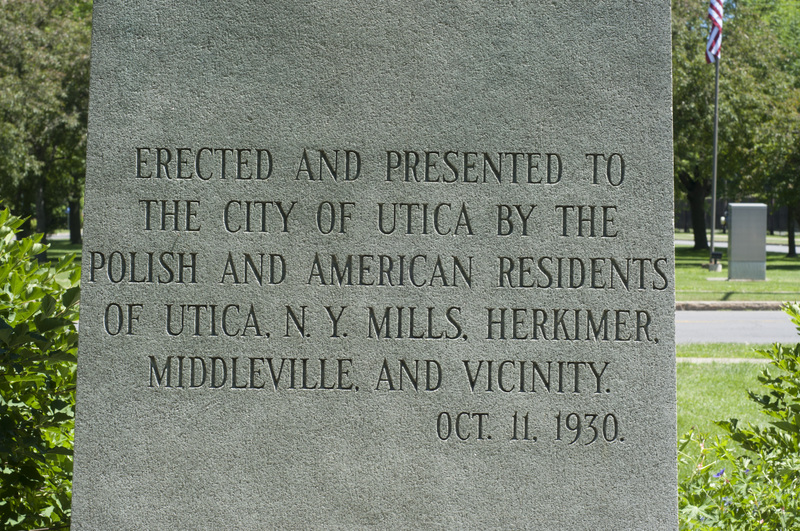 ERECTED AND PRESENTED TO
THE CITY OF UTICA BY THE
POLISH AND AMERICAN RESIDENTS
OF UTICA, N. Y. MILLS, HERKIMER,
MIDDLEVILLE, AND VICINITY.
OCT. 11, 1930.